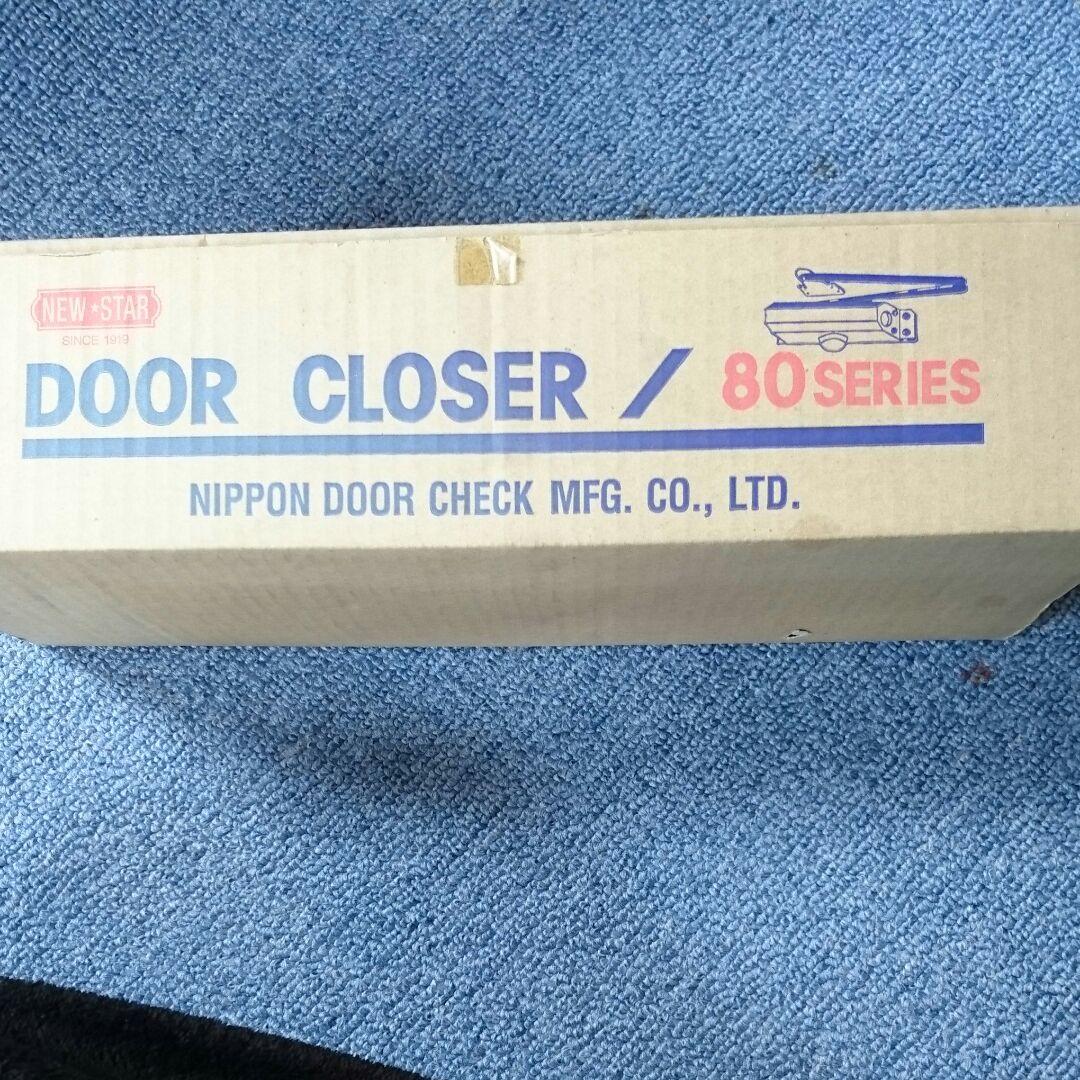 NEW★STAR
SINCE 1919
DOOR CLOSER / 80 SERIES
NIPPON DOOR CHECK MFG. CO., LTD.